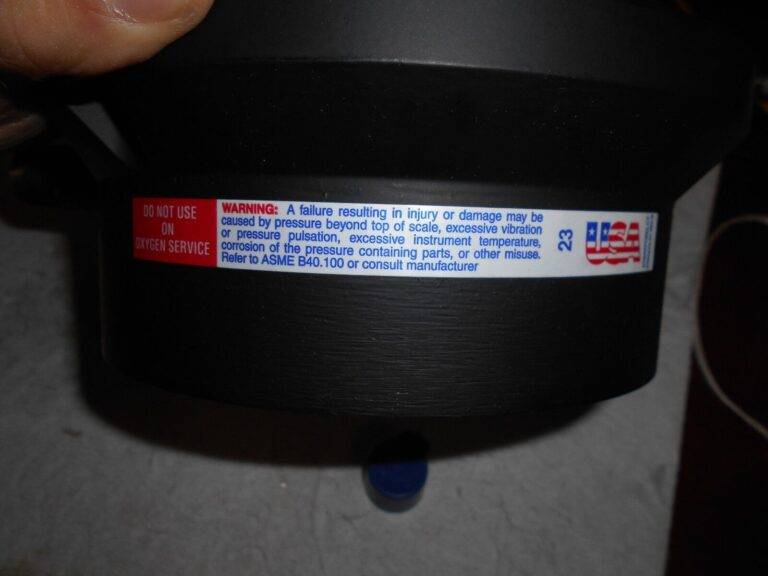 DO NOT USE
ON
OXYGEN SERVICE
WARNING: A failure resulting in injury or damage may be
caused by pressure beyond top of scale, excessive vibration
or pressure pulsation, excessive instrument temperature,
corrosion of the pressure containing parts, or other misuse.
Refer to ASME B40.100 or consult manufacturer
23
USA